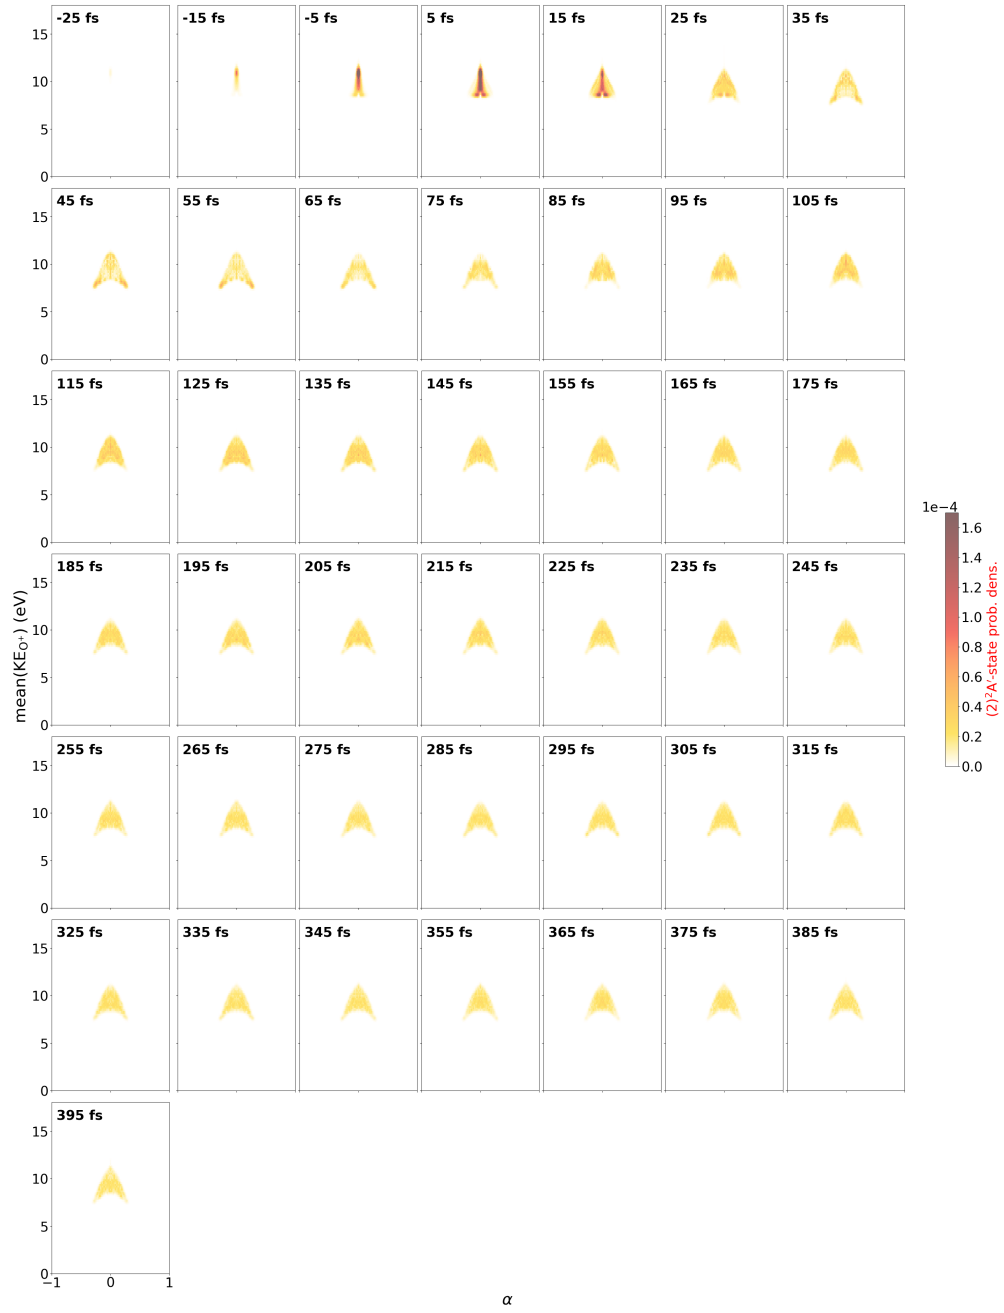 -25 fs
-15 fs
-5 fs
5 fs
15 fs
25 fs
35 fs
15
10
5
0
45 fs
55 fs
65 fs
75 fs
85 fs
95 fs
105 fs
15
10
5
0
115 fs
125 fs
135 fs
145 fs
155 fs
165 fs
175 fs
15
10
5
0
185 fs
195 fs
205 fs
215 fs
225 fs
235 fs
245 fs
15
10
5
0
255 fs
265 fs
275 fs
285 fs
295 fs
305 fs
315 fs
15
10
5
0
325 fs
335 fs
345 fs
355 fs
365 fs
375 fs
385 fs
15
10
5
0
395 fs
15
10
5
0
−1
0
1
mean(KE_O⁺) (eV)
α
1e−4
1.6
1.4
1.2
1.0
0.8
0.6
0.4
0.2
0.0
(2)²A′-state prob. dens.